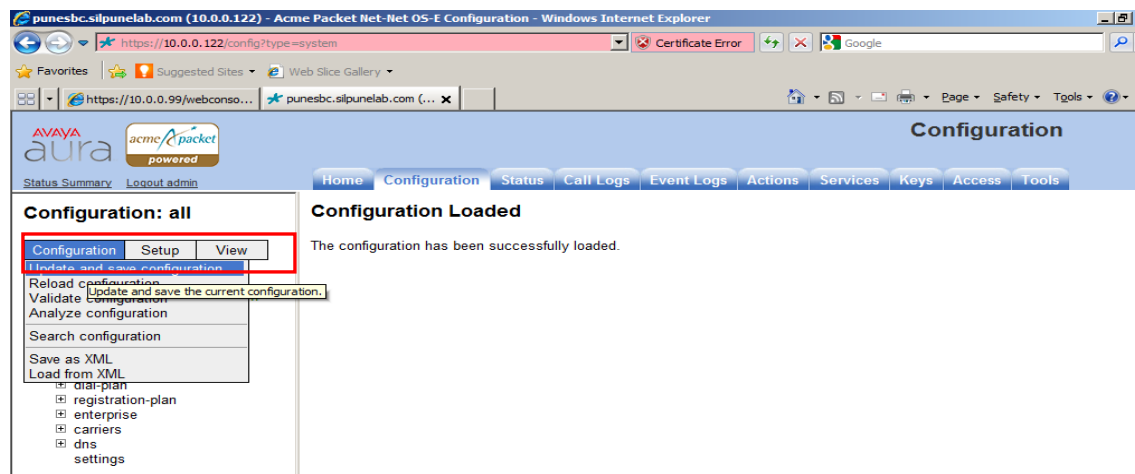 punesbc.silpunelab.com (10.0.0.122) - Acme Packet Net-Net OS-E Configuration - Windows Internet Explorer
https://10.0.0.122/config?type=system
Certificate Error
Google
Favorites
Suggested Sites
Web Slice Gallery
https://10.0.0.99/webconso...
punesbc.silpunelab.com (...
Page
Safety
Tools
AVAYA
aura
acme packet
powered
Configuration
Status Summary
Logout admin
Home
Configuration
Status
Call Logs
Event Logs
Actions
Services
Keys
Access
Tools
Configuration: all
Configuration Loaded
Configuration
Setup
View
The configuration has been successfully loaded.
Update and save configuration
Reload configuration
Update and save the current configuration.
Validate configuration
Analyze configuration
Search configuration
Save as XML
Load from XML
dial-plan
registration-plan
enterprise
carriers
dns
settings